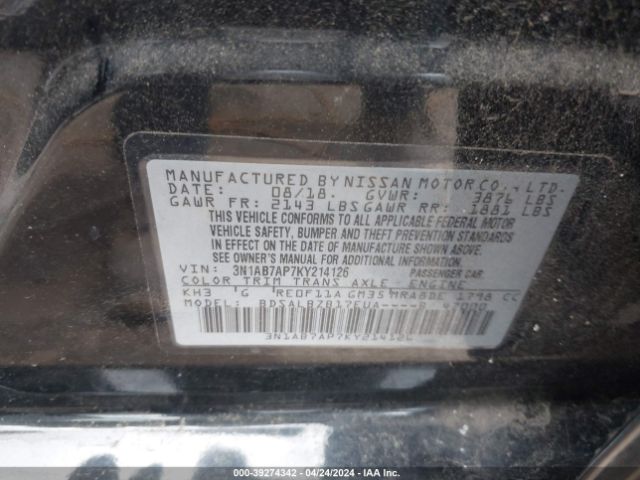 MANUFACTURED BY NISSAN MOTOR CO., LTD.
DATE: 08/18. GVWR: 3876 LBS
GAWR FR: 2143 LBS GAWR RR: 1881 LBS
THIS VEHICLE CONFORMS TO ALL APPLICABLE FEDERAL MOTOR
VEHICLE SAFETY, BUMPER AND THEFT PREVENTION STANDARDS
IN EFFECT ON THE DATE OF MANUFACTURE SHOWN ABOVE.
SEE OWNER'S MANUAL FOR FURTHER INFORMATION.
VIN: 3N1AB7AP7KY214126 PASSENGER CAR
COLOR TRIM TRANS AXLE ENGINE
KH3 G RE0F11A GM35 MRA8DE 1798 CC
MODEL:
3N1AB7AP7KY214126
000-39274342 / 04/24/2024 / IAA Inc.